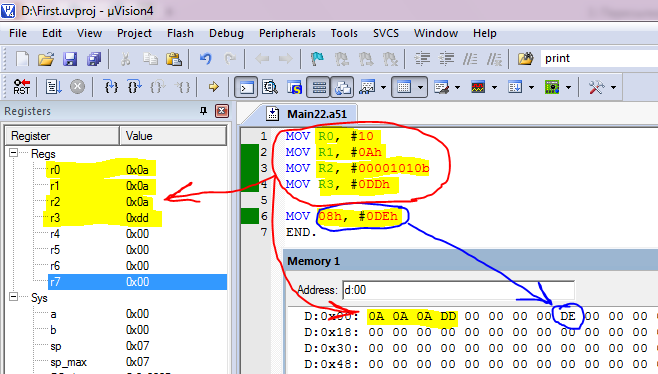 D:\First.uvproj - µVision4
File Edit View Project Flash Debug Peripherals Tools SVCS Window Help
print
RST
Registers
Main22.a51
Register Value
Regs
r0 0x0a
r1 0x0a
r2 0x0a
r3 0xdd
r4 0x00
r5 0x00
r6 0x00
r7 0x00
Sys
a 0x00
b 0x00
sp 0x07
sp_max 0x07
1 MOV R0, #10
2 MOV R1, #0Ah
3 MOV R2, #00001010b
4 MOV R3, #0DDh
5
6 MOV 08h, #0DEh
7 END.
Memory 1
Address: d:00
D:0x00: 0A 0A 0A DD 00 00 00 00 DE 00 00 00
D:0x18: 00 00 00 00 00 00 00 00 00 00 00 00
D:0x30: 00 00 00 00 00 00 00 00 00 00 00 00
D:0x48: 00 00 00 00 00 00 00 00 00 00 00 00